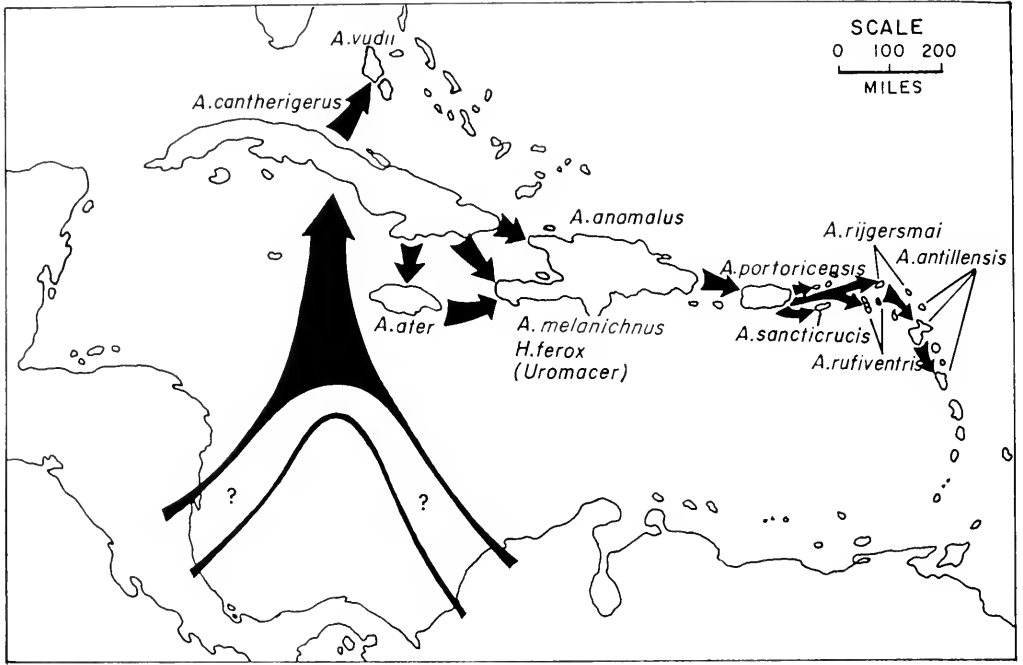 SCALE
0 100 200
MILES
A.vudii
A.cantherigerus
A.anomalus
A.rijgersmai
A.antillensis
A.portoricensis
A.ater
A. melanichnus
H.ferox
(Uromacer)
A.sancticrucis
A.rufiventris
? ?